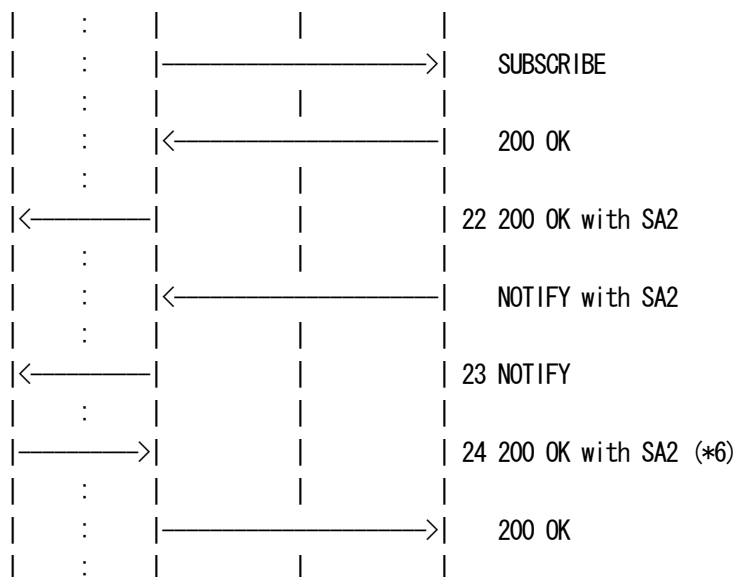 |      :    |           |           |
|      :    |---------------------->|    SUBSCRIBE
|      :    |           |           |
|      :    |<----------------------|    200 OK
|      :    |           |           |
|<----------|           |           | 22 200 OK with SA2
|      :    |           |           |
|      :    |<----------------------|    NOTIFY with SA2
|      :    |           |           |
|<----------|           |           | 23 NOTIFY
|      :    |           |           |
|---------->|           |           | 24 200 OK with SA2 (*6)
|      :    |           |           |
|      :    |---------------------->|    200 OK
|      :    |           |           |